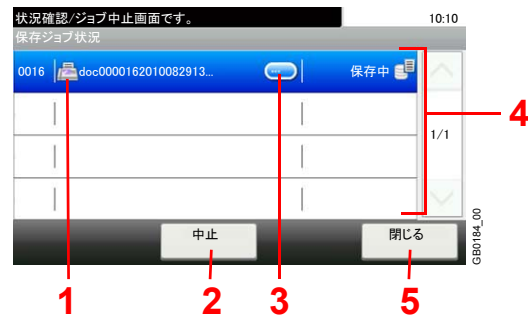 状況確認/ジョブ中止画面です。 10:10
保存ジョブ状況
0016 doc0000162010082913... 保存中
4
1/1
中止 閉じる
GB0184_00
1 2 3 5